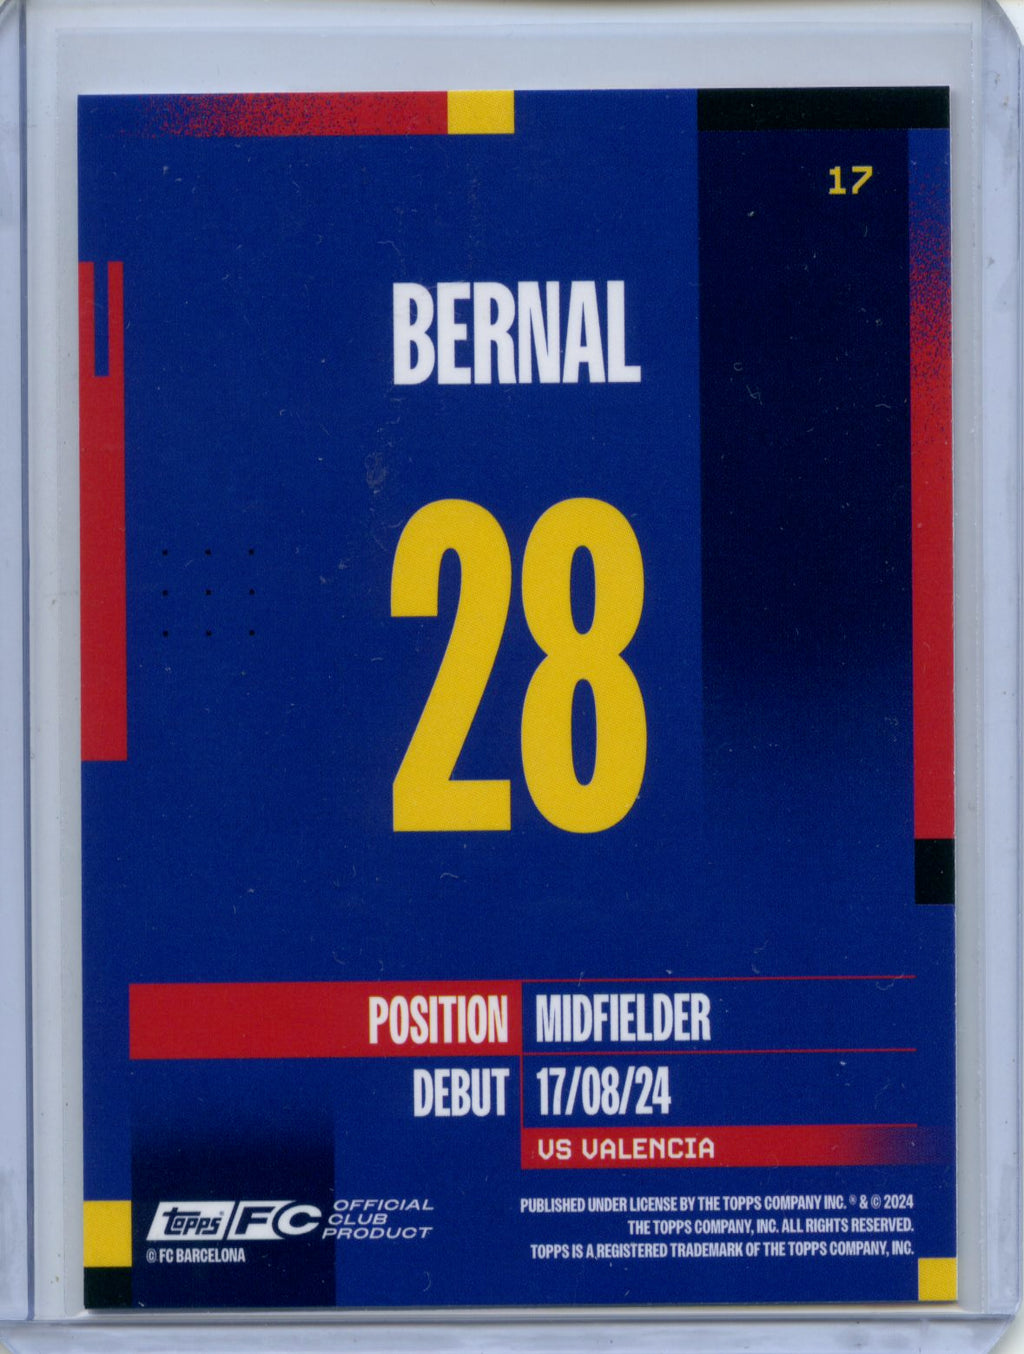 17
BERNAL
28
POSITION MIDFIELDER
DEBUT 17/08/24
VS VALENCIA
topps FC OFFICIAL CLUB PRODUCT
© FC BARCELONA
PUBLISHED UNDER LICENSE BY THE TOPPS COMPANY INC. ® & © 2024
THE TOPPS COMPANY, INC. ALL RIGHTS RESERVED.
TOPPS IS A REGISTERED TRADEMARK OF THE TOPPS COMPANY, INC.